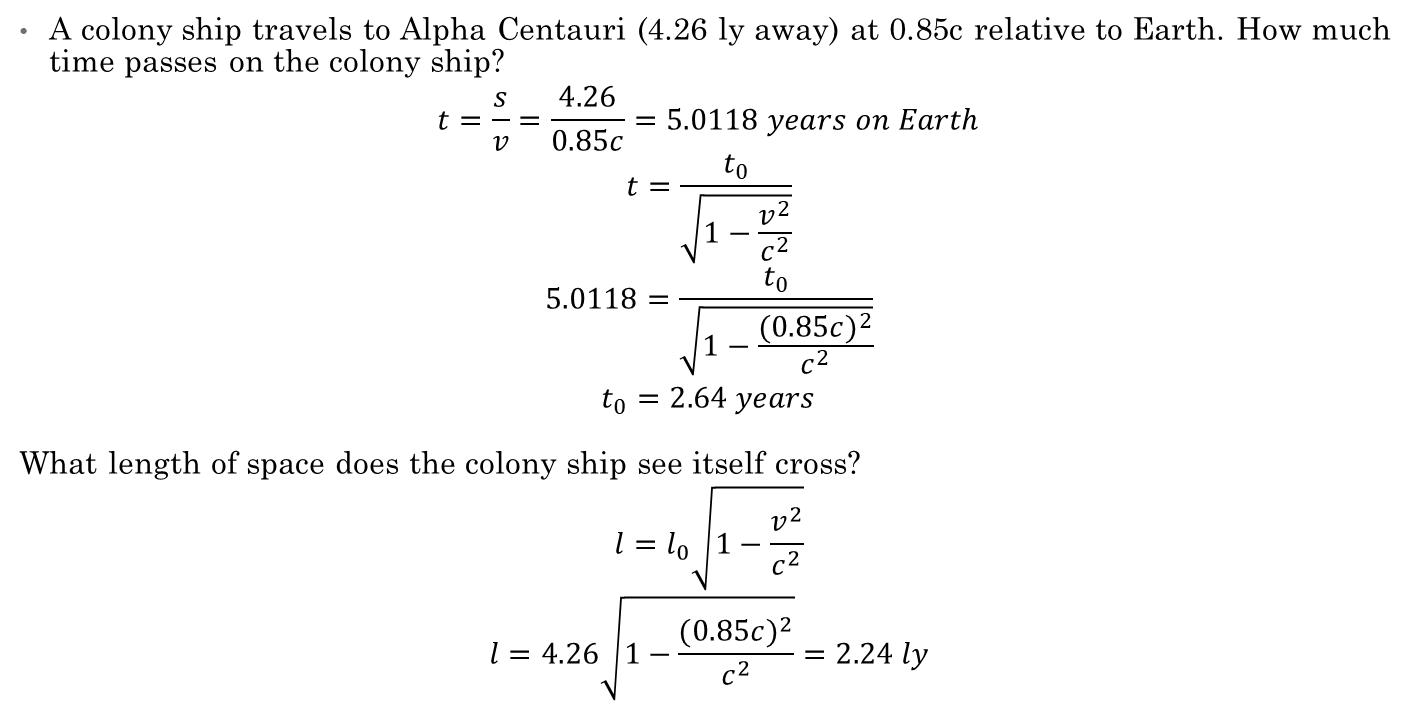 • A colony ship travels to Alpha Centauri (4.26 ly away) at 0.85c relative to Earth. How much
time passes on the colony ship?
t = s/v = 4.26/0.85c = 5.0118 years on Earth
t = t₀/√(1 − v²/c²)
5.0118 = t₀/√(1 − (0.85c)²/c²)
t₀ = 2.64 years
What length of space does the colony ship see itself cross?
l = l₀√(1 − v²/c²)
l = 4.26√(1 − (0.85c)²/c²) = 2.24 ly